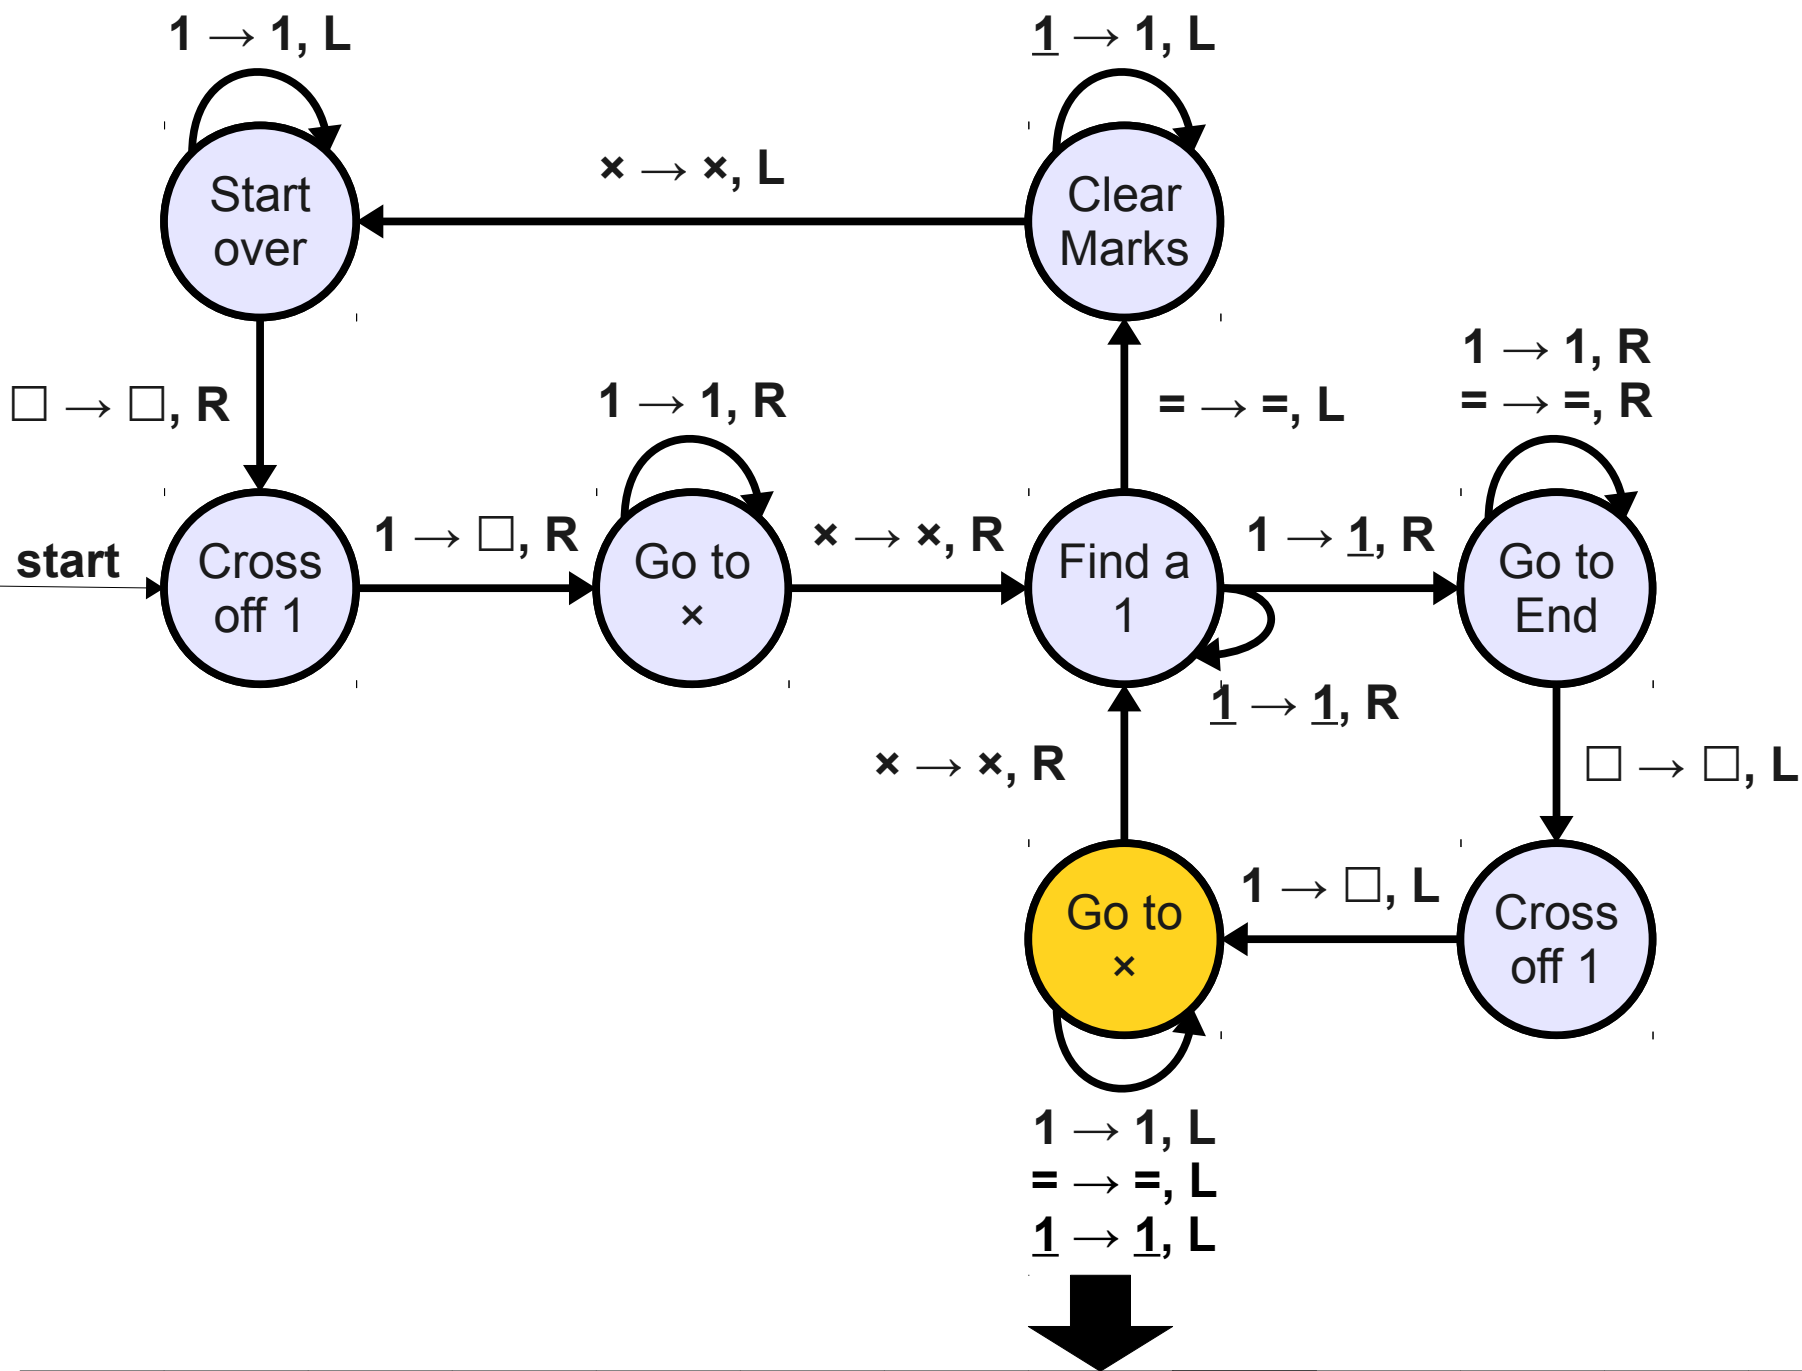 1 → 1, L
1 → 1, L
Start
over
× → ×, L
Clear
Marks
□ → □, R
1 → 1, R
= → =, L
1 → 1, R
= → =, R
start
Cross
off 1
1 → □, R
Go to
×
× → ×, R
Find a
1
1 → 1, R
Go to
End
1 → 1, R
× → ×, R
□ → □, L
Go to
×
1 → □, L
Cross
off 1
1 → 1, L
= → =, L
1 → 1, L